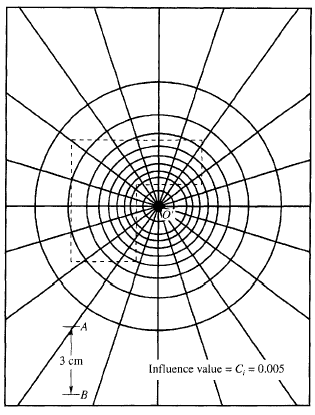 O'
A
3 cm
Influence value = C_i = 0.005
B